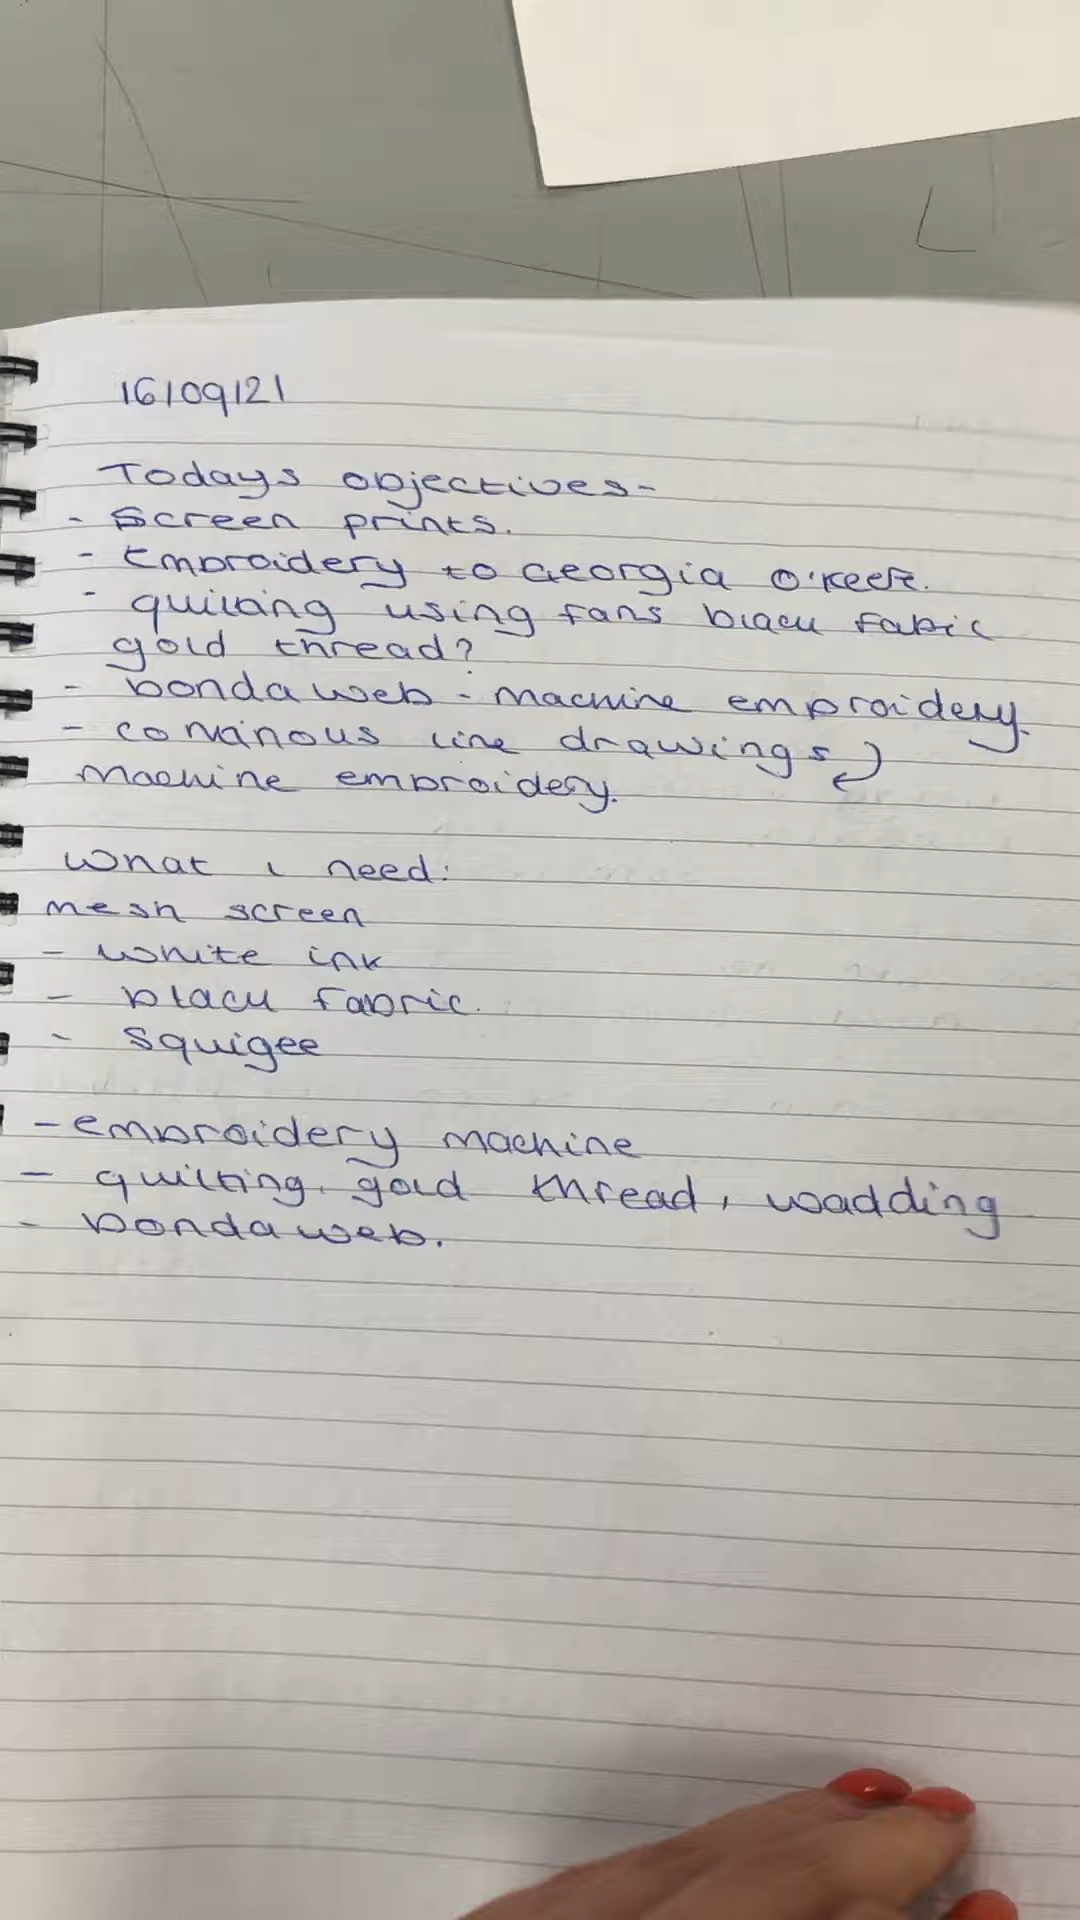 16/09/21
Todays objectives-
- Screen prints.
- Embroidery to Georgia O'Keefe.
- quilting using fans black fabric
gold thread?
- bondaweb - machine embroidery.
- continous line drawings
machine embroidery.
What i need:
mesh screen
- white ink
- black fabric.
- Squigee
- embroidery machine
- quilting. gold thread, wadding
- bondaweb.